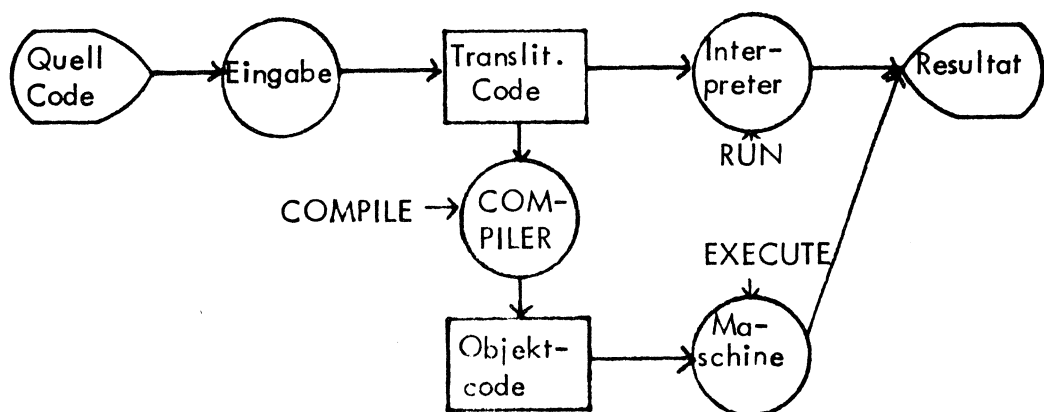 Quell
Code
Eingabe
Translit.
Code
Inter-
preter
Resultat
RUN
COMPILE
COM-
PILER
EXECUTE
Objekt-
code
Ma-
schine